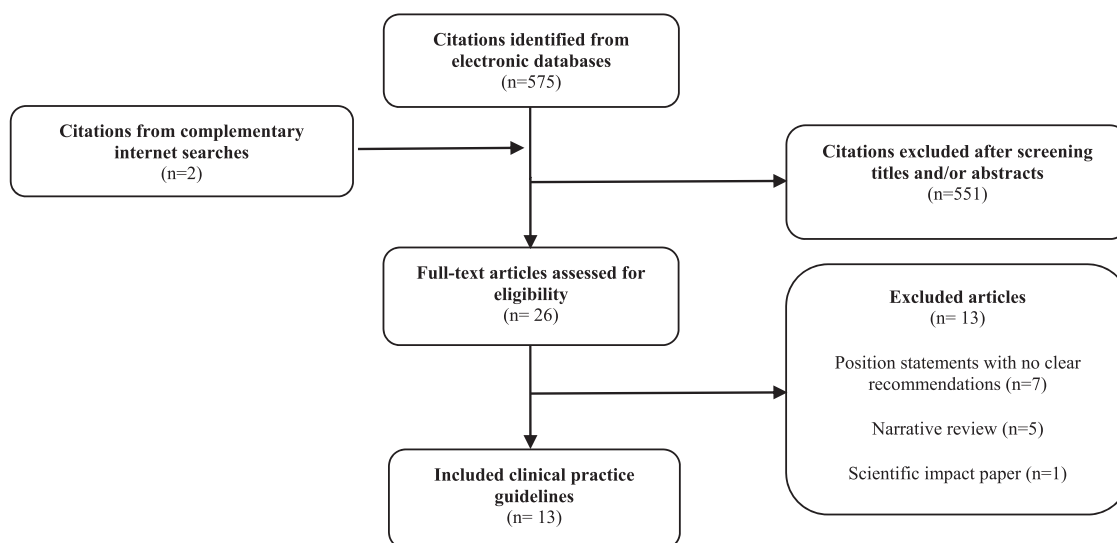 Citations identified from
electronic databases
(n=575)
Citations from complementary
internet searches
(n=2)
Citations excluded after screening
titles and/or abstracts
(n=551)
Full-text articles assessed for
eligibility
(n= 26)
Excluded articles
(n= 13)
Position statements with no clear
recommendations (n=7)
Narrative review (n=5)
Scientific impact paper (n=1)
Included clinical practice
guidelines
(n= 13)